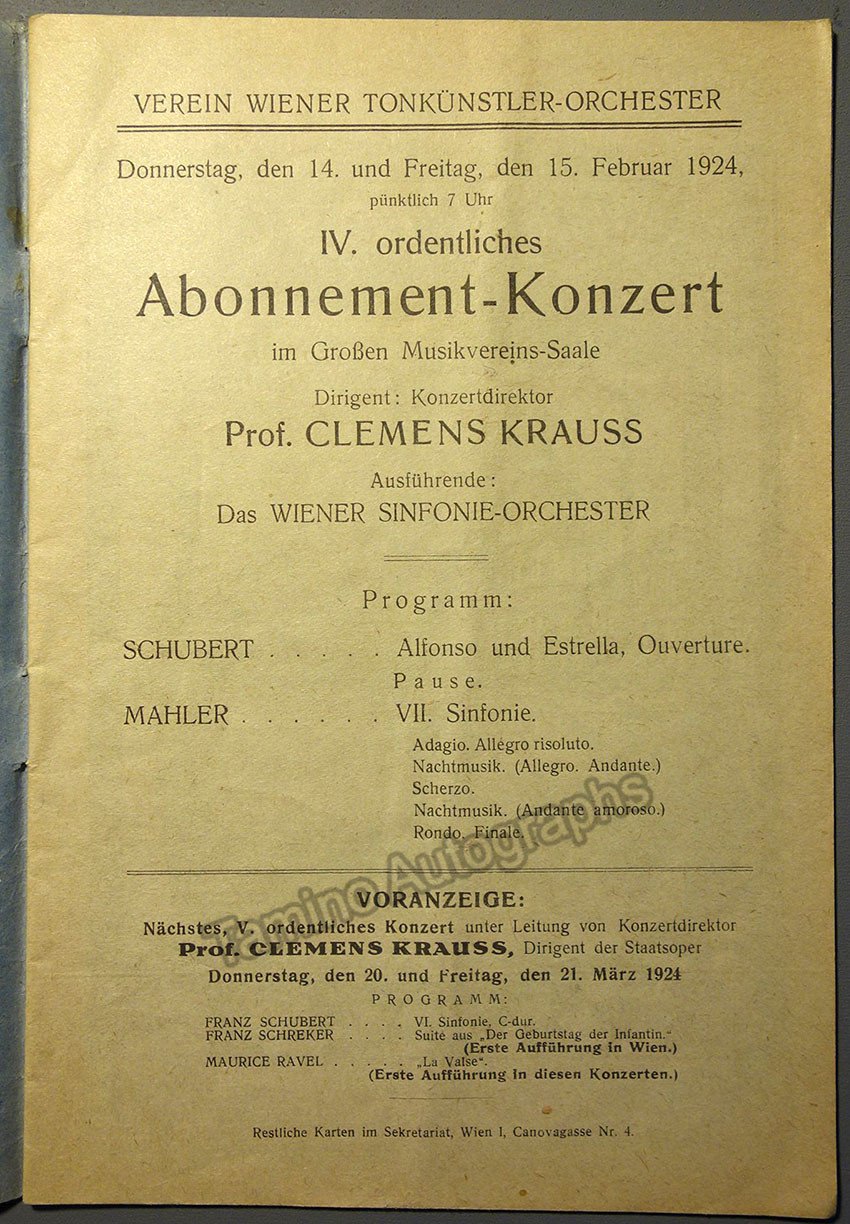 VEREIN WIENER TONKÜNSTLER-ORCHESTER
Donnerstag, den 14. und Freitag, den 15. Februar 1924,
pünktlich 7 Uhr
IV. ordentliches
Abonnement-Konzert
im Großen Musikvereins-Saale
Dirigent: Konzertdirektor
Prof. CLEMENS KRAUSS
Ausführende:
Das WIENER SINFONIE-ORCHESTER
Programm:
SCHUBERT . . . . . Alfonso und Estrella, Ouverture.
Pause.
MAHLER . . . . . . VII. Sinfonie.
Adagio. Allegro risoluto.
Nachtmusik. (Allegro. Andante.)
Scherzo.
Nachtmusik. (Andante amoroso.)
Rondo. Finale.
Tamino Autographs
VORANZEIGE:
Nächstes, V. ordentliches Konzert unter Leitung von Konzertdirektor
Prof. CLEMENS KRAUSS, Dirigent der Staatsoper
Donnerstag, den 20. und Freitag, den 21. März 1924
PROGRAMM:
FRANZ SCHUBERT . . . . VI. Sinfonie, C-dur.
FRANZ SCHREKER . . . . Suite aus „Der Geburtstag der Infantin."
(Erste Aufführung in Wien.)
MAURICE RAVEL . . . . . „La Valse".
(Erste Aufführung in diesen Konzerten.)
Restliche Karten im Sekretariat, Wien I, Canovagasse Nr. 4.